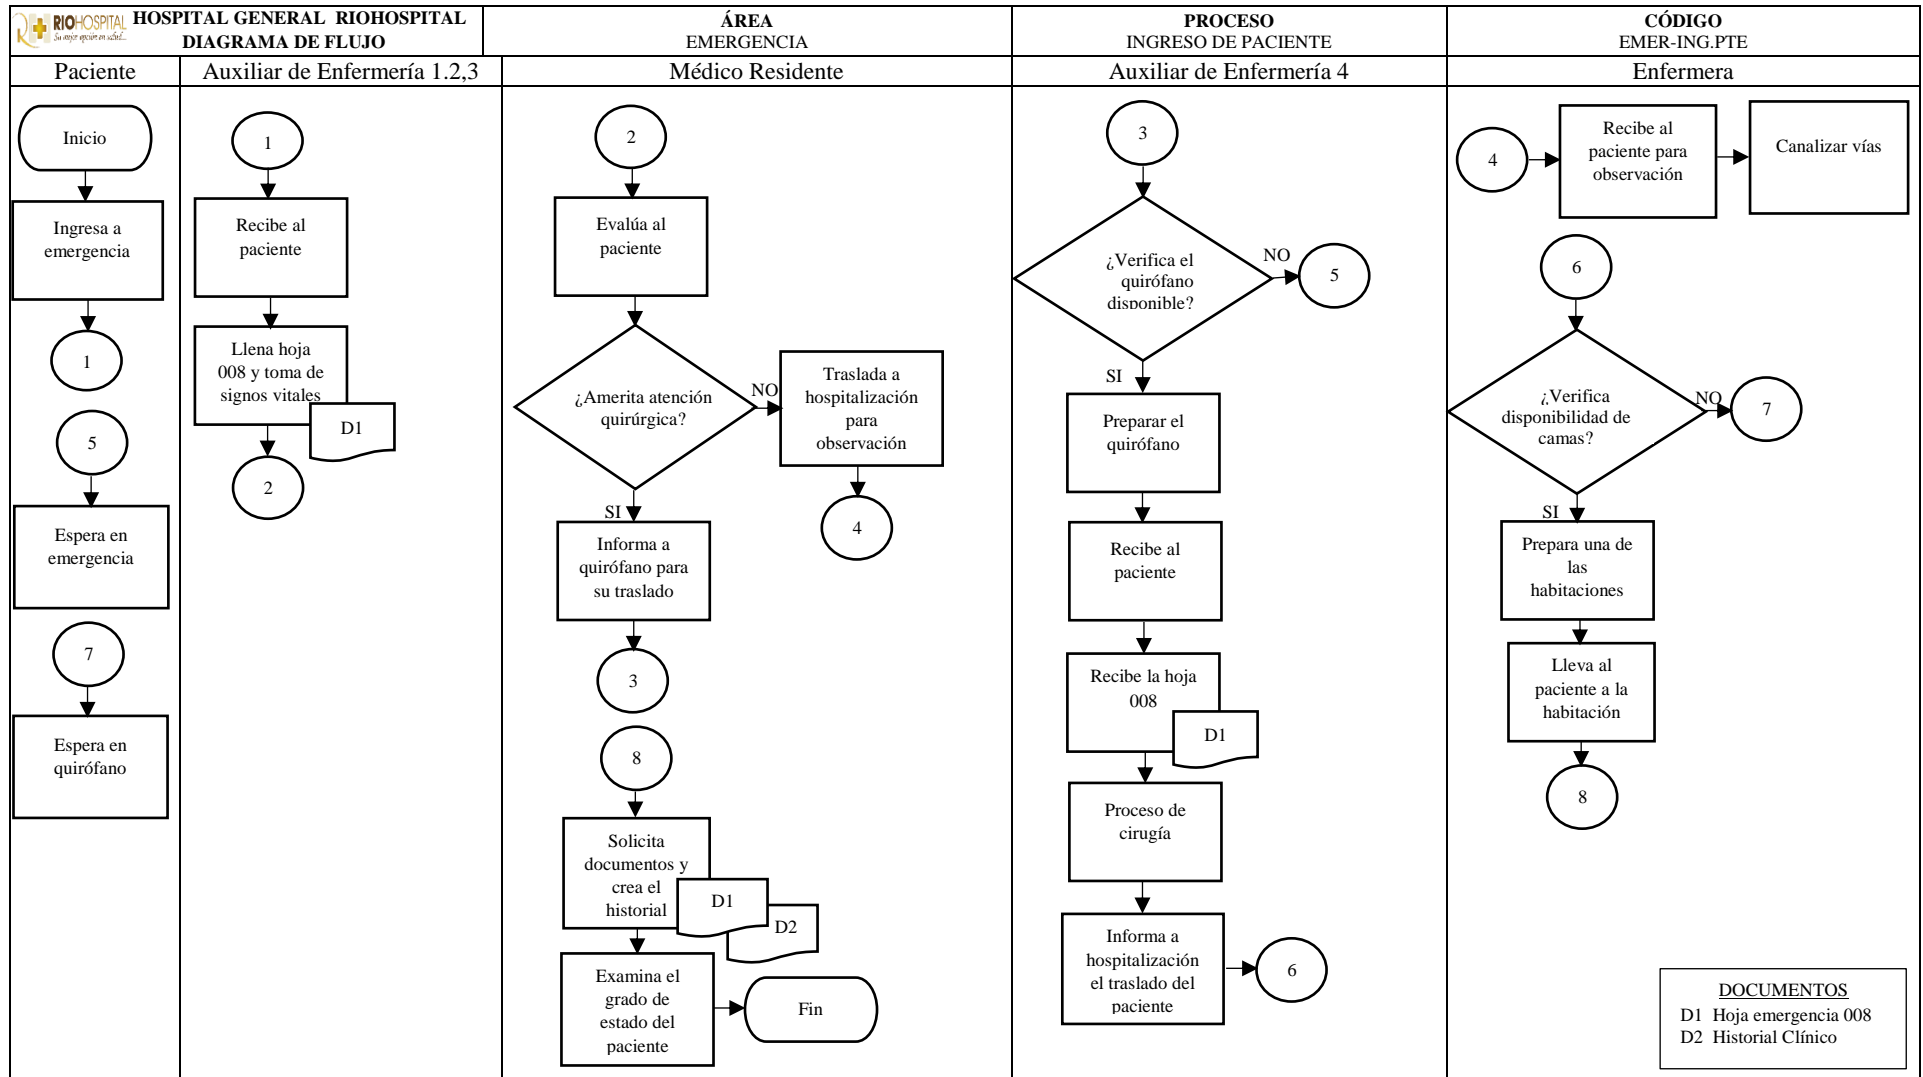 RIOHOSPITAL
Su mejor opción en salud...
HOSPITAL GENERAL RIOHOSPITAL
DIAGRAMA DE FLUJO
ÁREA
EMERGENCIA
PROCESO
INGRESO DE PACIENTE
CÓDIGO
EMER-ING.PTE
Paciente
Auxiliar de Enfermería 1.2,3
Médico Residente
Auxiliar de Enfermería 4
Enfermera
Inicio
Ingresa a
emergencia
1
5
Espera en
emergencia
7
Espera en
quirófano
1
Recibe al
paciente
Llena hoja
008 y toma de
signos vitales
D1
2
2
Evalúa al
paciente
¿Amerita atención
quirúrgica?
NO
Traslada a
hospitalización
para
observación
4
SI
Informa a
quirófano para
su traslado
3
8
Solicita
documentos y
crea el
historial
D1
D2
Examina el
grado de
estado del
paciente
Fin
3
¿Verifica el
quirófano
disponible?
NO
5
SI
Preparar el
quirófano
Recibe al
paciente
Recibe la hoja
008
D1
Proceso de
cirugía
Informa a
hospitalización
el traslado del
paciente
6
4
Recibe al
paciente para
observación
Canalizar vías
6
¿Verifica
disponibilidad de
camas?
NO
7
SI
Prepara una de
las
habitaciones
Lleva al
paciente a la
habitación
8
DOCUMENTOS
D1 Hoja emergencia 008
D2 Historial Clínico